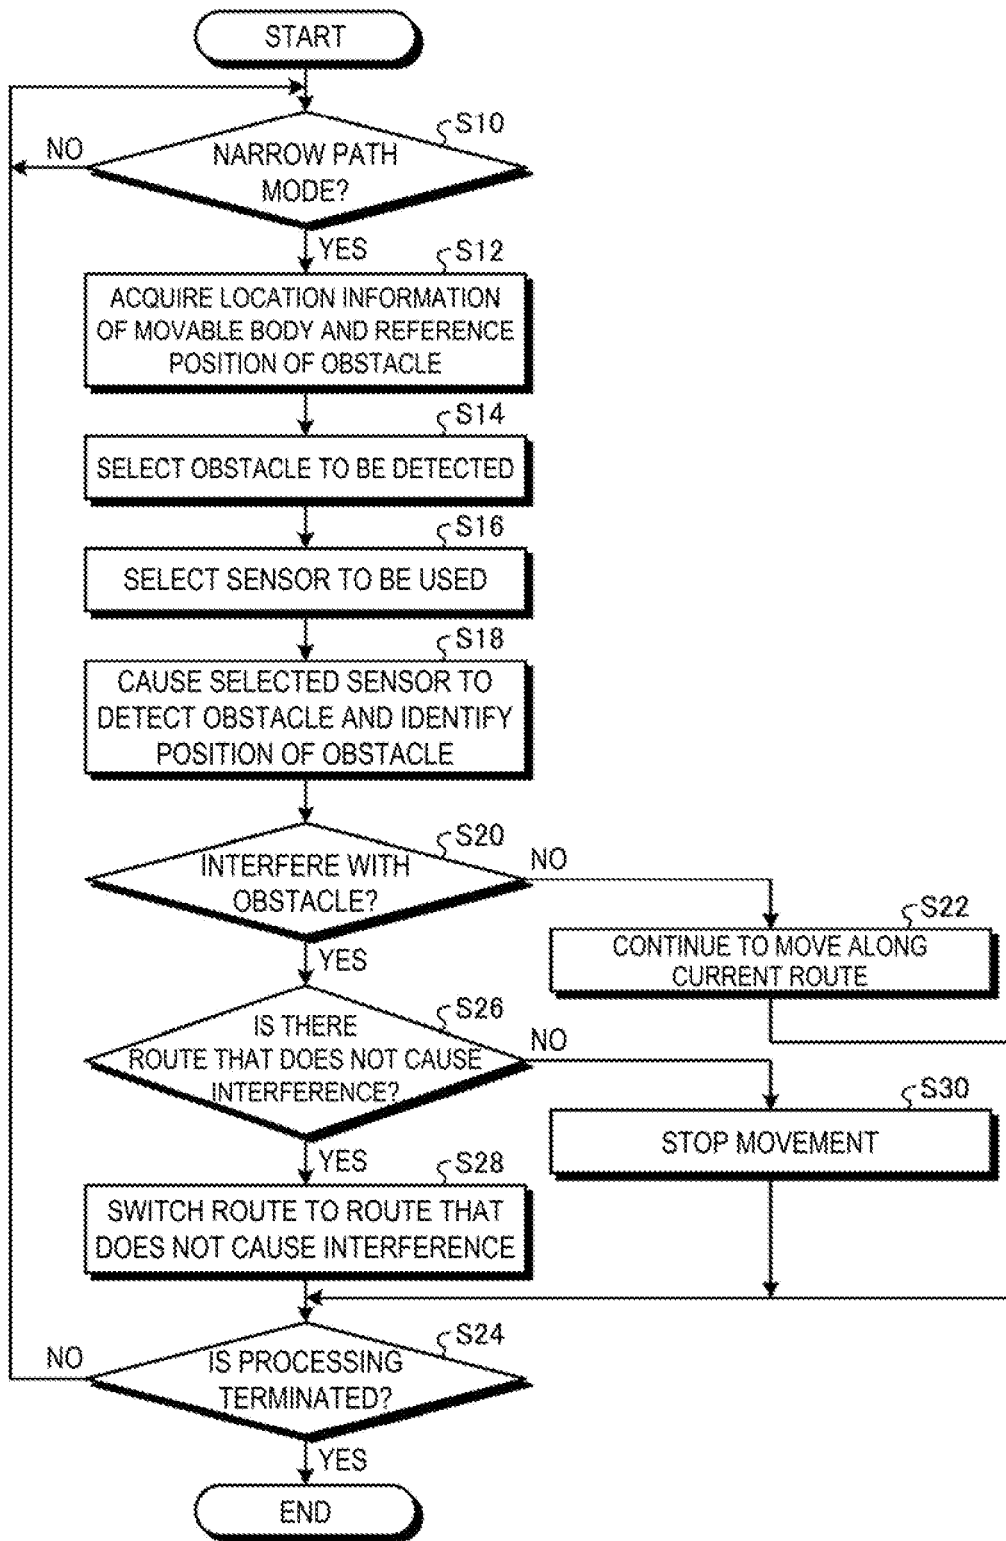 START
S10
NO
NARROW PATH
MODE?
YES
S12
ACQUIRE LOCATION INFORMATION
OF MOVABLE BODY AND REFERENCE
POSITION OF OBSTACLE
S14
SELECT OBSTACLE TO BE DETECTED
S16
SELECT SENSOR TO BE USED
S18
CAUSE SELECTED SENSOR TO
DETECT OBSTACLE AND IDENTIFY
POSITION OF OBSTACLE
S20
INTERFERE WITH
OBSTACLE?
NO
YES
S22
CONTINUE TO MOVE ALONG
CURRENT ROUTE
S26
IS THERE
ROUTE THAT DOES NOT CAUSE
INTERFERENCE?
NO
YES
S30
STOP MOVEMENT
S28
SWITCH ROUTE TO ROUTE THAT
DOES NOT CAUSE INTERFERENCE
S24
NO
IS PROCESSING
TERMINATED?
YES
END